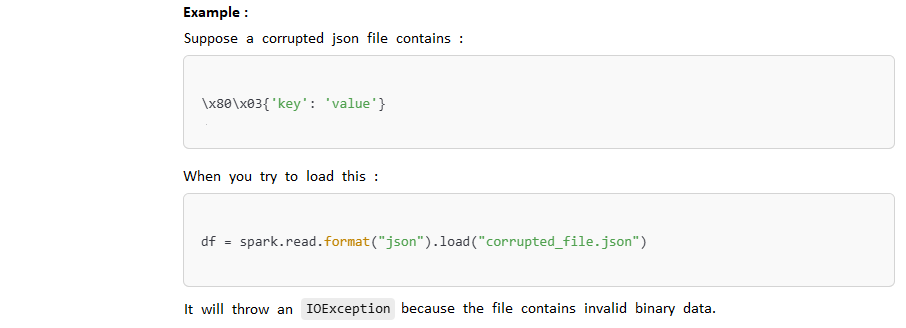 Example :
Suppose a corrupted json file contains :
\x80\x03{'key': 'value'}
When you try to load this :
df = spark.read.format("json").load("corrupted_file.json")
It will throw an IOException because the file contains invalid binary data.